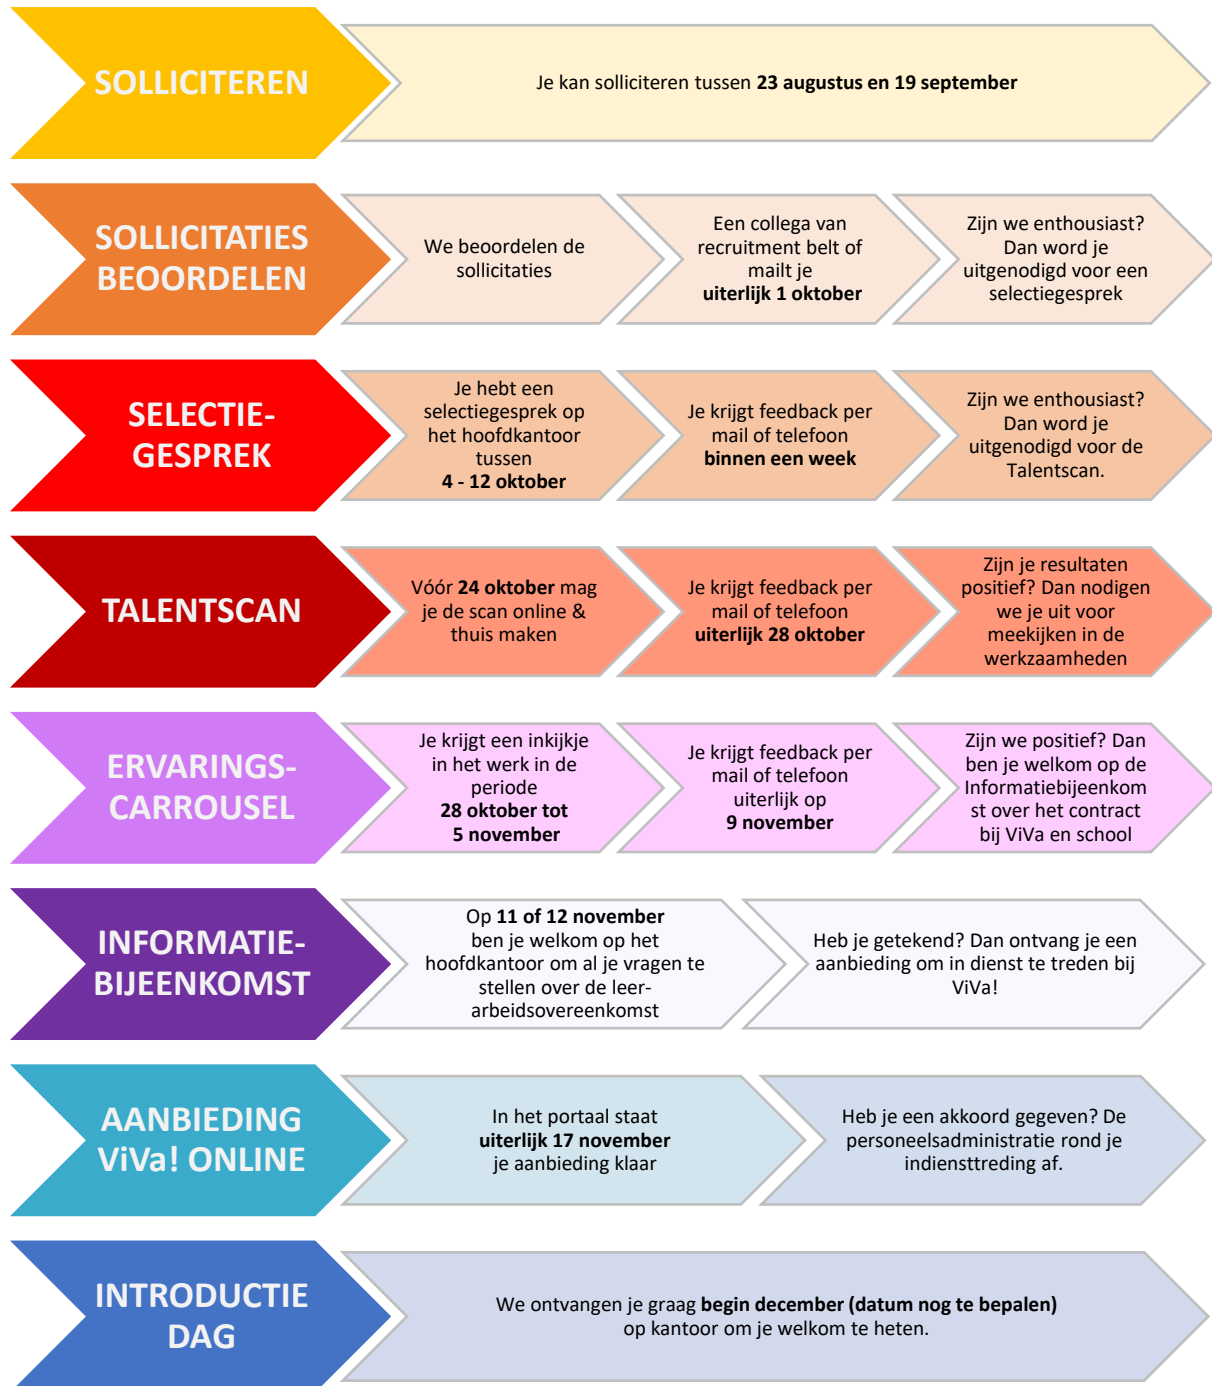 SOLLICITEREN
Je kan solliciteren tussen 23 augustus en 19 september
SOLLICITATIES
BEOORDELEN
We beoordelen de
sollicitaties
Een collega van
recruitment belt of
mailt je
uiterlijk 1 oktober
Zijn we enthousiast?
Dan word je
uitgenodigd voor een
selectiegesprek
SELECTIE-
GESPREK
Je hebt een
selectiegesprek op
het hoofdkantoor
tussen
4 - 12 oktober
Je krijgt feedback per
mail of telefoon
binnen een week
Zijn we enthousiast?
Dan word je
uitgenodigd voor de
Talentscan.
TALENTSCAN
Vóór 24 oktober mag
je de scan online &
thuis maken
Je krijgt feedback per
mail of telefoon
uiterlijk 28 oktober
Zijn je resultaten
positief? Dan nodigen
we je uit voor
meekijken in de
werkzaamheden
ERVARINGS-
CARROUSEL
Je krijgt een inkijkje
in het werk in de
periode
28 oktober tot
5 november
Je krijgt feedback per
mail of telefoon
uiterlijk op
9 november
Zijn we positief? Dan
ben je welkom op de
Informatiebijeenkom
st over het contract
bij ViVa en school
INFORMATIE-
BIJEENKOMST
Op 11 of 12 november
ben je welkom op het
hoofdkantoor om al je vragen te
stellen over de leer-
arbeidsovereenkomst
Heb je getekend? Dan ontvang je een
aanbieding om in dienst te treden bij
ViVa!
AANBIEDING
ViVa! ONLINE
In het portaal staat
uiterlijk 17 november
je aanbieding klaar
Heb je een akkoord gegeven? De
personeelsadministratie rond je
indiensttreding af.
INTRODUCTIE
DAG
We ontvangen je graag begin december (datum nog te bepalen)
op kantoor om je welkom te heten.